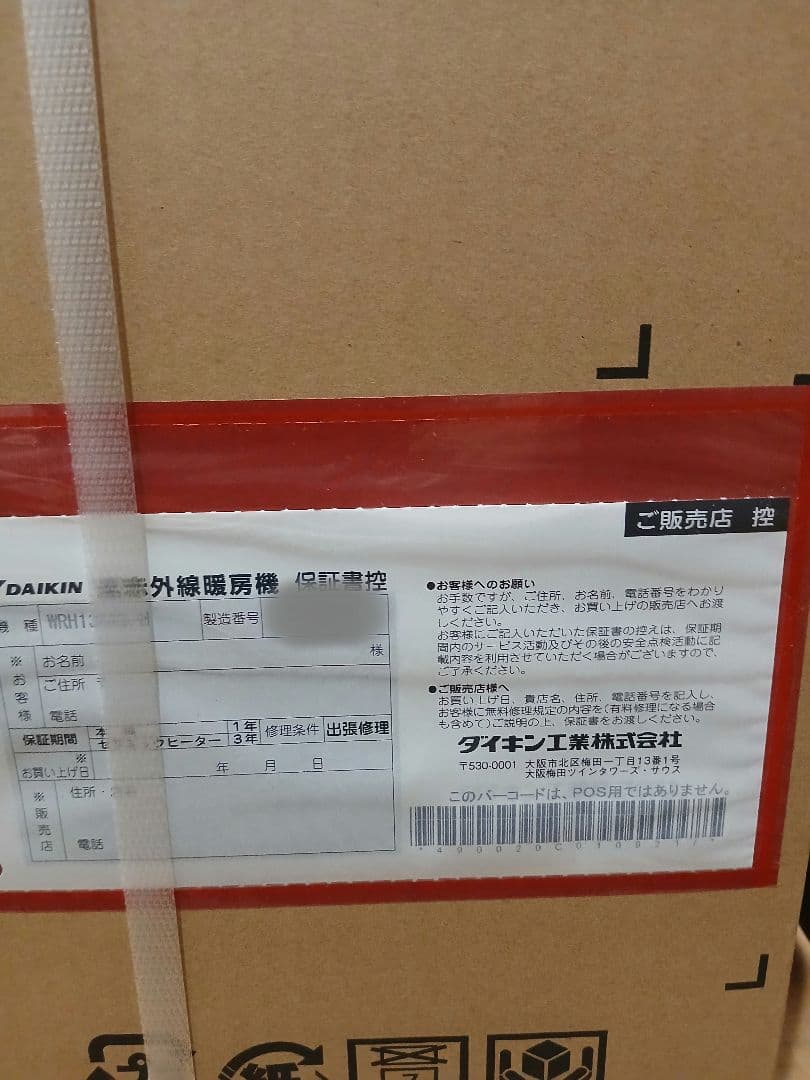 ご販売店 控
DAIKIN 赤外線暖房機 保証書控
機 種 WRH1
製造番号
※ お客様
お名前 様
ご住所
電話
保証期間 本 1年 ヒーター 3年 修理条件 出張修理
※ お買い上げ日 年 月 日
※ 販売店
住所・
電話
●お客様へのお願い
お手数ですが、ご住所、お名前、電話番号をわかり
やすくご記入いただき、お買い上げの販売店へお渡
しください。
お客様にご記入いただいた保証書の控えは、保証期
間内のサービス活動及びその後の安全点検活動に記
載内容を利用させていただく場合がございますので、
ご了承ください。
●ご販売店様へ
お買い上げ日、貴店名、住所、電話番号を記入し、
お客様に無料修理規定の内容を(有料修理になる場合
も含めて)ご説明の上、保証書をお渡しください。
ダイキン工業株式会社
〒530-0001 大阪市北区梅田一丁目13番1号
大阪梅田ツインタワーズ・サウス
このバーコードは、POS用ではありません。
紙